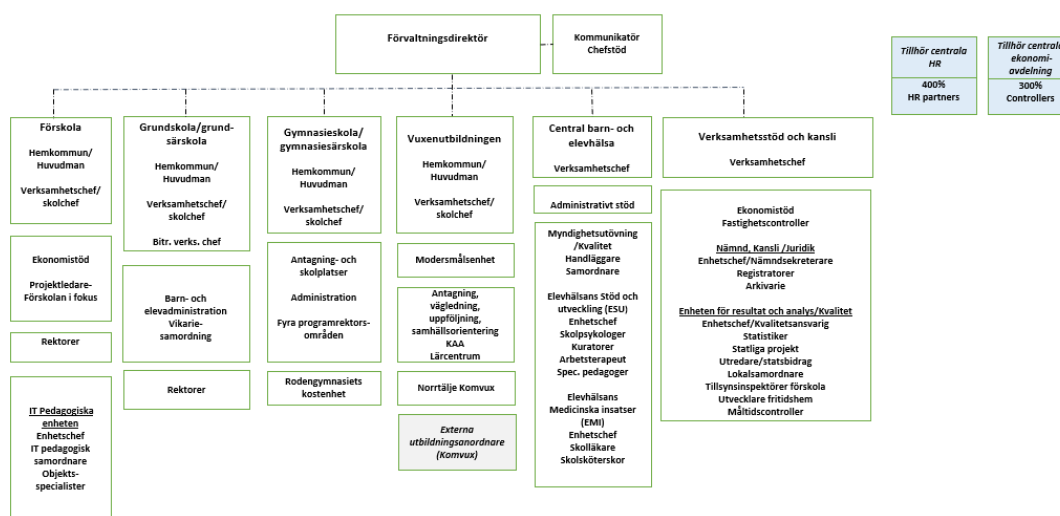 Förvaltningsdirektör
Kommunikatör
Chefstöd
Tillhör centrala
HR
400%
HR partners
Tillhör centrala
ekonomi-
avdelning
300%
Controllers
Förskola
Hemkommun/
Huvudman
Verksamhetschef/
skolchef
Ekonomistöd
Projektledare-
Förskolan i fokus
Rektorer
IT Pedagogiska
enheten
Enhetschef
IT pedagogisk
samordnare
Objekts-
specialister
Grundskola/grund-
särskola
Hemkommun/
Huvudman
Verksamhetschef/
skolchef
Bitr. verks. chef
Barn- och
elevadministration
Vikarie-
samordning
Rektorer
Gymnasieskola/
gymnasiesärskola
Hemkommun/
Huvudman
Verksamhetschef/
skolchef
Antagning- och
skolplatser
Administration
Fyra programrektors-
områden
Rodengymnasiets
kostenhet
Vuxenutbildningen
Hemkommun/
Huvudman
Verksamhetschef/
skolchef
Modersmålsenhet
Antagning,
vägledning,
uppföljning,
samhällsorientering
KAA
Lärcentrum
Norrtälje Komvux
Externa
utbildningsanordnare
(Komvux)
Central barn- och
elevhälsa
Verksamhetschef
Administrativt stöd
Myndighetsutövning
/Kvalitet
Handläggare
Samordnare
Elevhälsans Stöd och
utveckling (ESU)
Enhetschef
Skolpsykologer
Kuratorer
Arbetsterapeut
Spec. pedagoger
Elevhälsans
Medicinska insatser
(EMI)
Enhetschef
Skolläkare
Skolsköterskor
Verksamhetsstöd och kansli
Verksamhetschef
Ekonomistöd
Fastighetscontroller
Nämnd, Kansli /Juridik
Enhetschef/Nämndsekreterare
Registratorer
Arkivarie
Enheten för resultat och analys/Kvalitet
Enhetschef/Kvalitetsansvarig
Statistiker
Statliga projekt
Utredare/statsbidrag
Lokalsamordnare
Tillsynsinspektörer förskola
Utvecklare fritidshem
Måltidscontroller